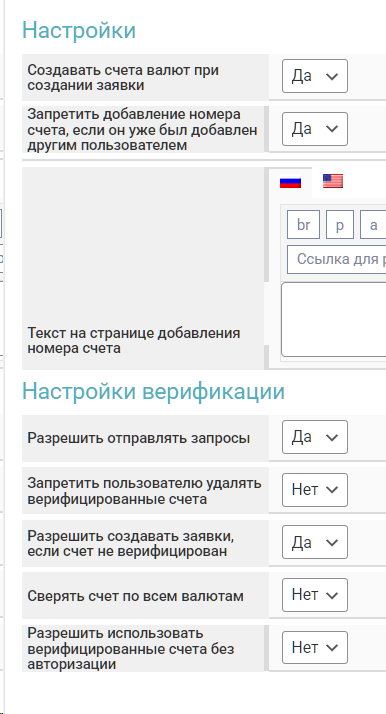 Настройки
Создавать счета валют при
создании заявки
Да
Запретить добавление номера
счета, если он уже был добавлен
другим пользователем
Да
br p a
Ссылка для р
Текст на странице добавления
номера счета
Настройки верификации
Разрешить отправлять запросы
Да
Запретить пользователю удалять
верифицированные счета
Нет
Разрешить создавать заявки,
если счет не верифицирован
Да
Сверять счет по всем валютам
Нет
Разрешить использовать
верифицированные счета без
авторизации
Нет